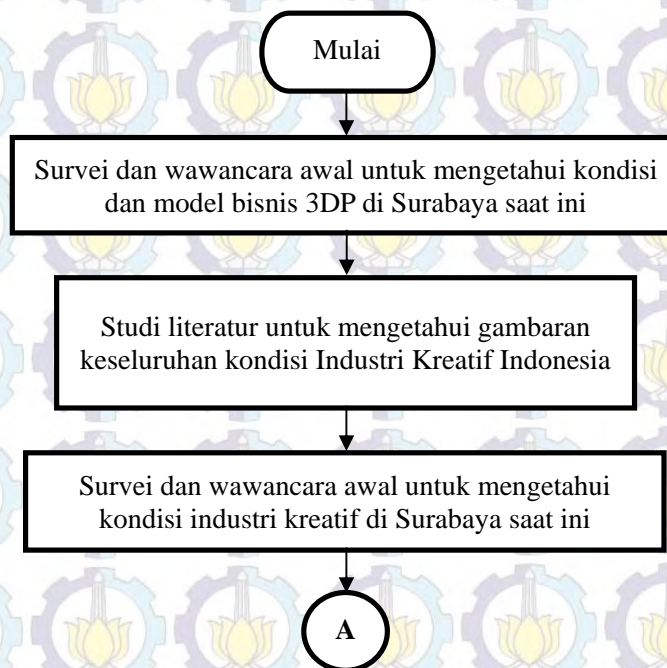 Mulai
Survei dan wawancara awal untuk mengetahui kondisi
dan model bisnis 3DP di Surabaya saat ini
Studi literatur untuk mengetahui gambaran
keseluruhan kondisi Industri Kreatif Indonesia
Survei dan wawancara awal untuk mengetahui
kondisi industri kreatif di Surabaya saat ini
A